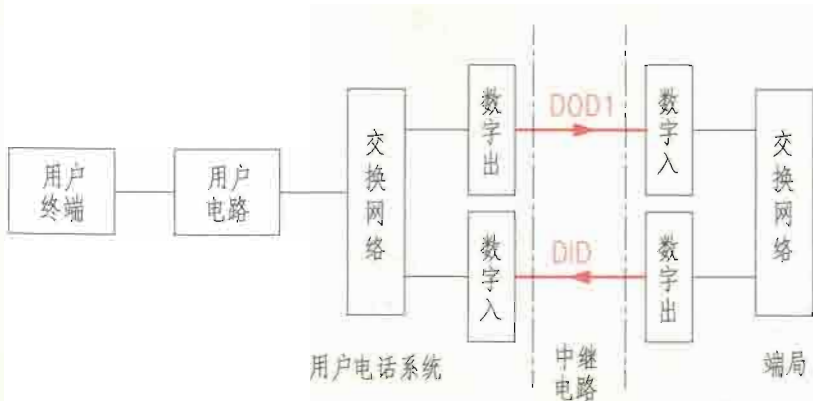 用户
终端
用户
电路
交换网络
数字出
数字入
DOD1
DID
数字入
数字出
交换网络
用户电话系统
中继
电路
端局